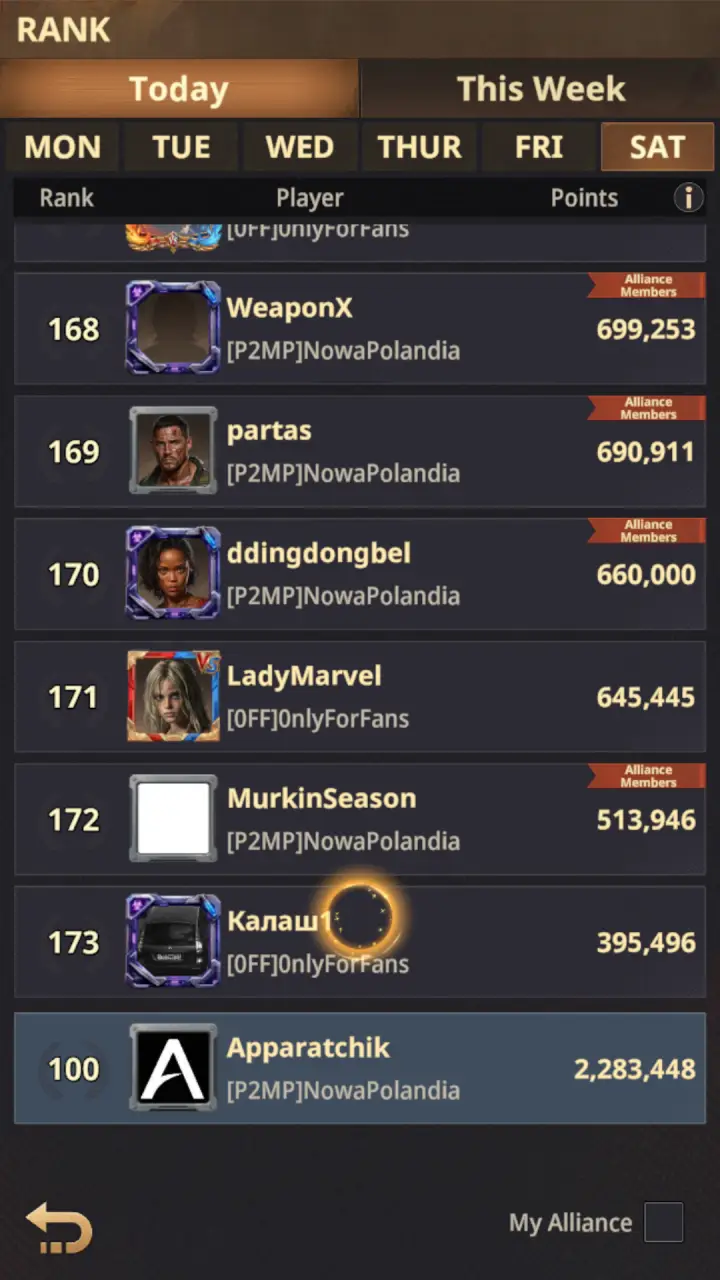 RANK
Today
This Week
MON TUE WED THUR FRI SAT
Rank Player Points
[0FF]0nlyForFans
168 WeaponX
[P2MP]NowaPolandia
Alliance Members
699,253
169 partas
[P2MP]NowaPolandia
Alliance Members
690,911
170 ddingdongbel
[P2MP]NowaPolandia
Alliance Members
660,000
171 LadyMarvel
[0FF]0nlyForFans
645,445
172 MurkinSeason
[P2MP]NowaPolandia
Alliance Members
513,946
173 Калаш1
[0FF]0nlyForFans
395,496
100 Apparatchik
[P2MP]NowaPolandia
2,283,448
My Alliance